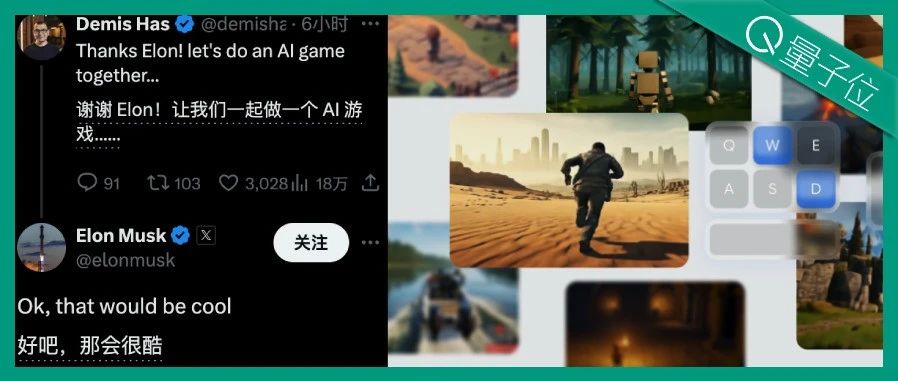 Demis Has @demisha · 6小时
Thanks Elon! let's do an AI game
together...
谢谢 Elon！让我们一起做一个 AI 游
戏......
91 103 3,028 18万
Elon Musk X 关注
@elonmusk
Ok, that would be cool
好吧，那会很酷
Q W E
A S D
量子位